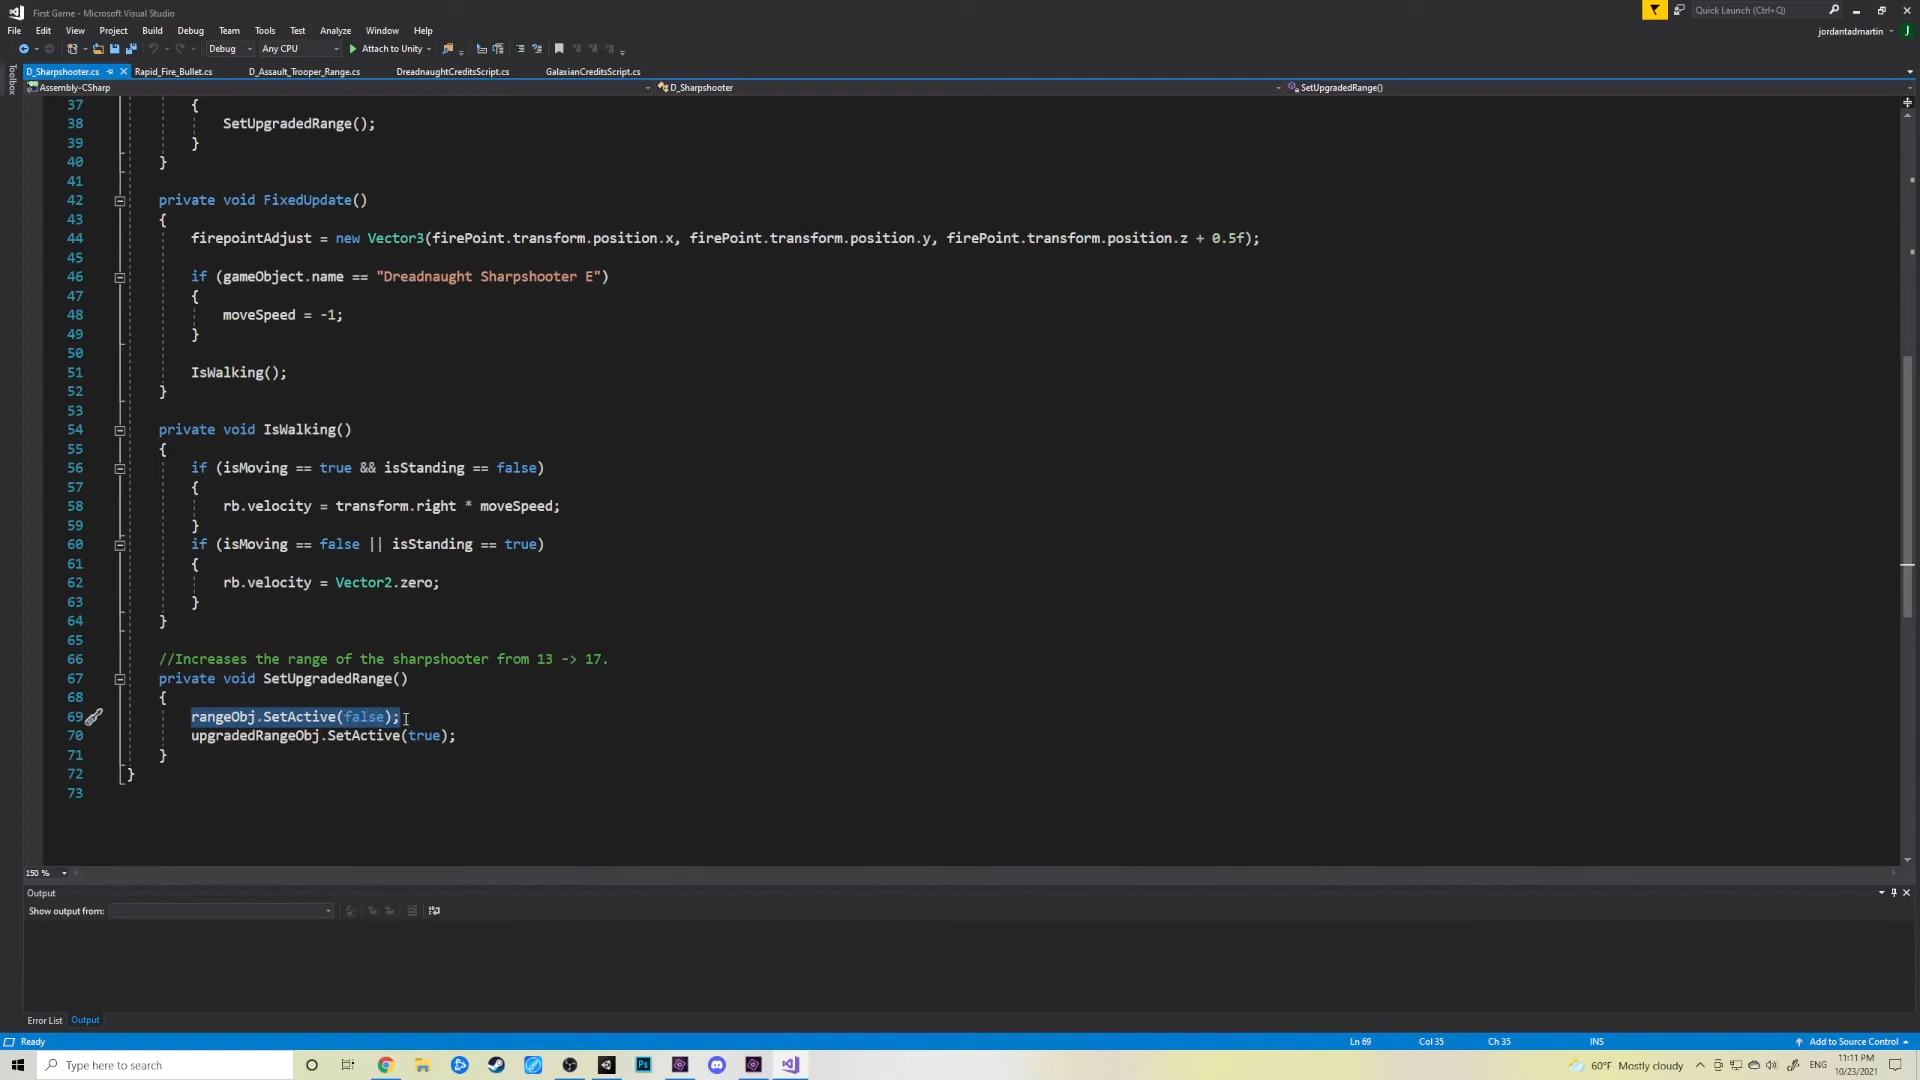 First Game - Microsoft Visual Studio
Quick Launch (Ctrl+Q)
File Edit View Project Build Debug Team Tools Test Analyze Window Help
jordantadmartin J
Debug Any CPU Attach to Unity
Toolbox
D_Sharpshooter.cs Rapid_Fire_Bullet.cs D_Assault_Trooper_Range.cs DreadnaughtCreditsScript.cs GalaxianCreditsScript.cs
Assembly-CSharp D_Sharpshooter SetUpgradedRange()
37 {
38 SetUpgradedRange();
39 }
40 }
41
42 private void FixedUpdate()
43 {
44 firepointAdjust = new Vector3(firePoint.transform.position.x, firePoint.transform.position.y, firePoint.transform.position.z + 0.5f);
45
46 if (gameObject.name == "Dreadnaught Sharpshooter E")
47 {
48 moveSpeed = -1;
49 }
50
51 IsWalking();
52 }
53
54 private void IsWalking()
55 {
56 if (isMoving == true && isStanding == false)
57 {
58 rb.velocity = transform.right * moveSpeed;
59 }
60 if (isMoving == false || isStanding == true)
61 {
62 rb.velocity = Vector2.zero;
63 }
64 }
65
66 //Increases the range of the sharpshooter from 13 -> 17.
67 private void SetUpgradedRange()
68 {
69 rangeObj.SetActive(false);
70 upgradedRangeObj.SetActive(true);
71 }
72 }
73
150 %
Output
Show output from:
Error List Output
Ready Ln 69 Col 35 Ch 35 INS Add to Source Control
Type here to search 60°F Mostly cloudy ENG 11:11 PM
10/23/2021